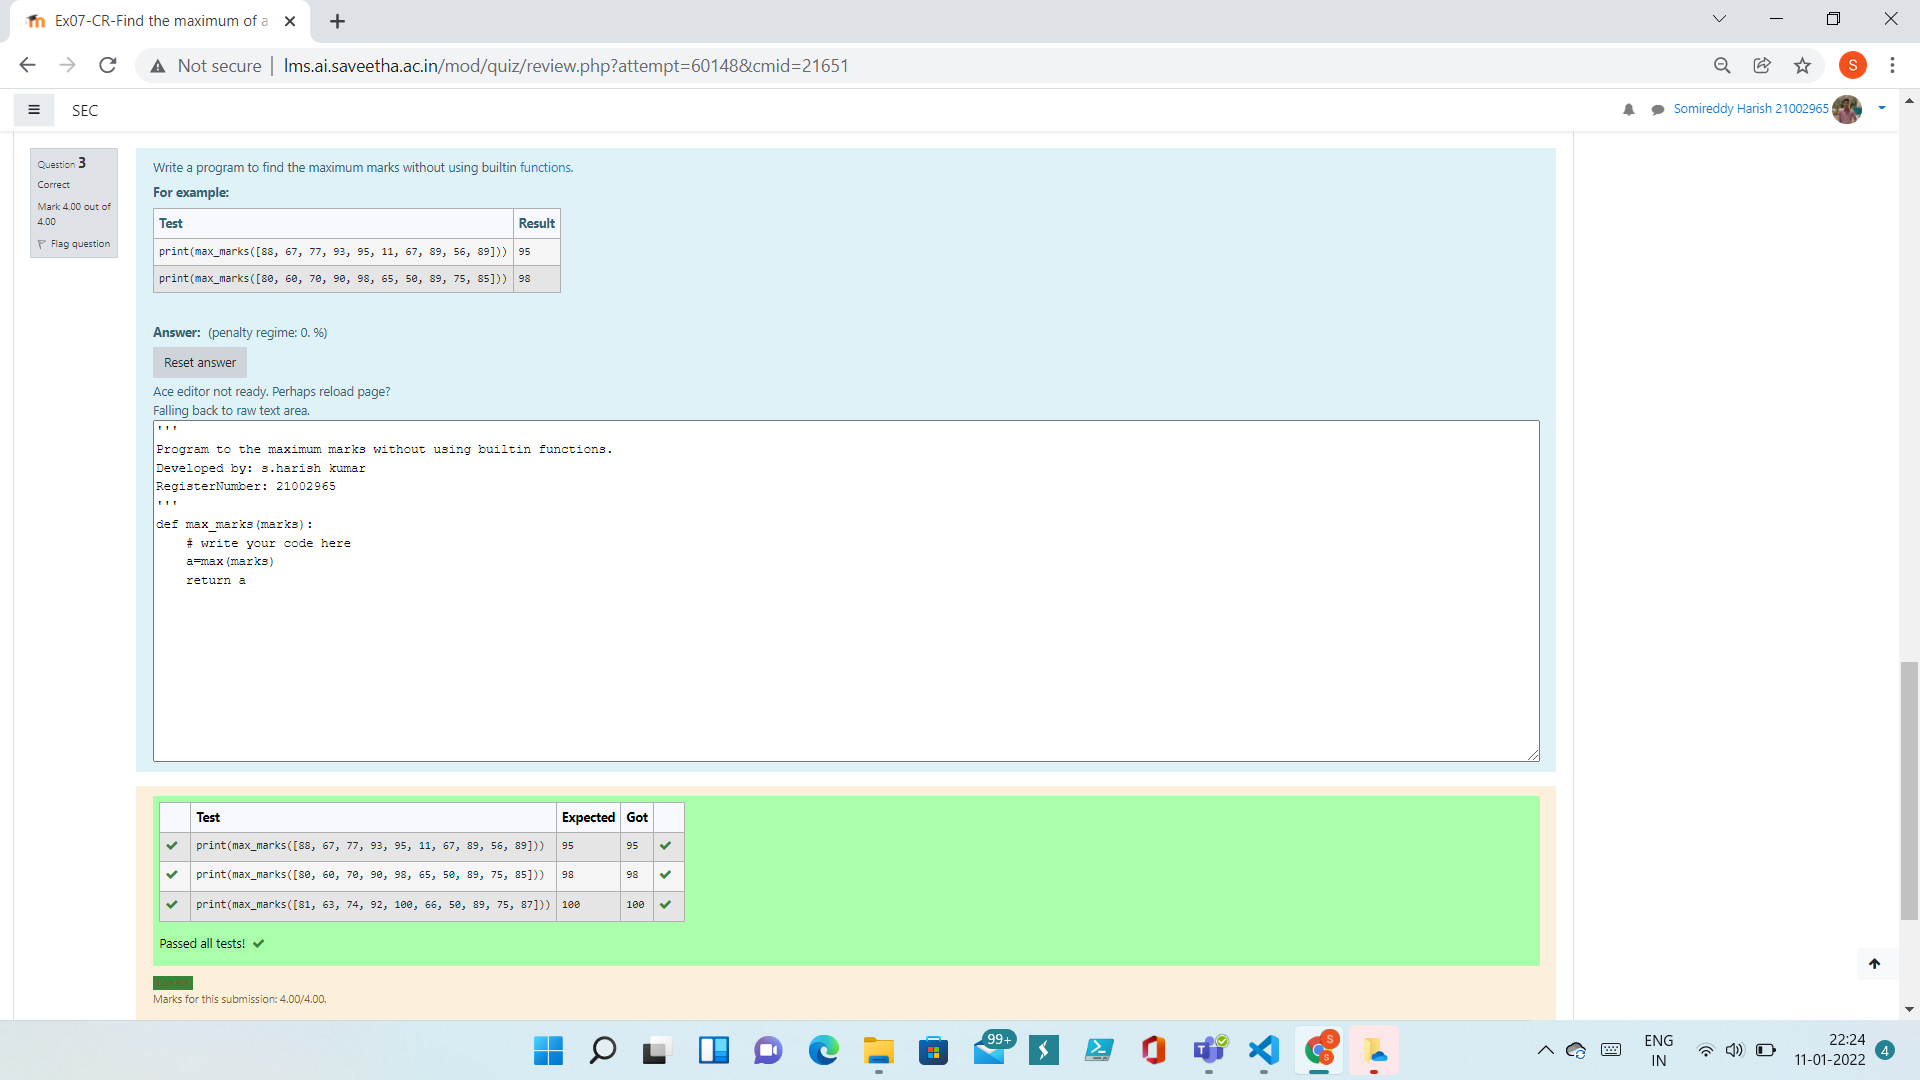 Ex07-CR-Find the maximum of a
Not secure | lms.ai.saveetha.ac.in/mod/quiz/review.php?attempt=60148&cmid=21651
S
SEC
Somireddy Harish 21002965
Question 3
Correct
Mark 4.00 out of
4.00
Flag question
Write a program to find the maximum marks without using builtin functions.
For example:
Test Result
print(max_marks([88, 67, 77, 93, 95, 11, 67, 89, 56, 89])) 95
print(max_marks([80, 60, 70, 90, 98, 65, 50, 89, 75, 85])) 98
Answer: (penalty regime: 0. %)
Reset answer
Ace editor not ready. Perhaps reload page?
Falling back to raw text area.
'''
Program to the maximum marks without using builtin functions.
Developed by: s.harish kumar
RegisterNumber: 21002965
'''
def max_marks(marks):
    # write your code here
    a=max(marks)
    return a
Test Expected Got
print(max_marks([88, 67, 77, 93, 95, 11, 67, 89, 56, 89])) 95 95
print(max_marks([80, 60, 70, 90, 98, 65, 50, 89, 75, 85])) 98 98
print(max_marks([81, 63, 74, 92, 100, 66, 50, 89, 75, 87])) 100 100
Passed all tests!
Marks for this submission: 4.00/4.00.
99+
S
S
ENG
IN
22:24
11-01-2022
4